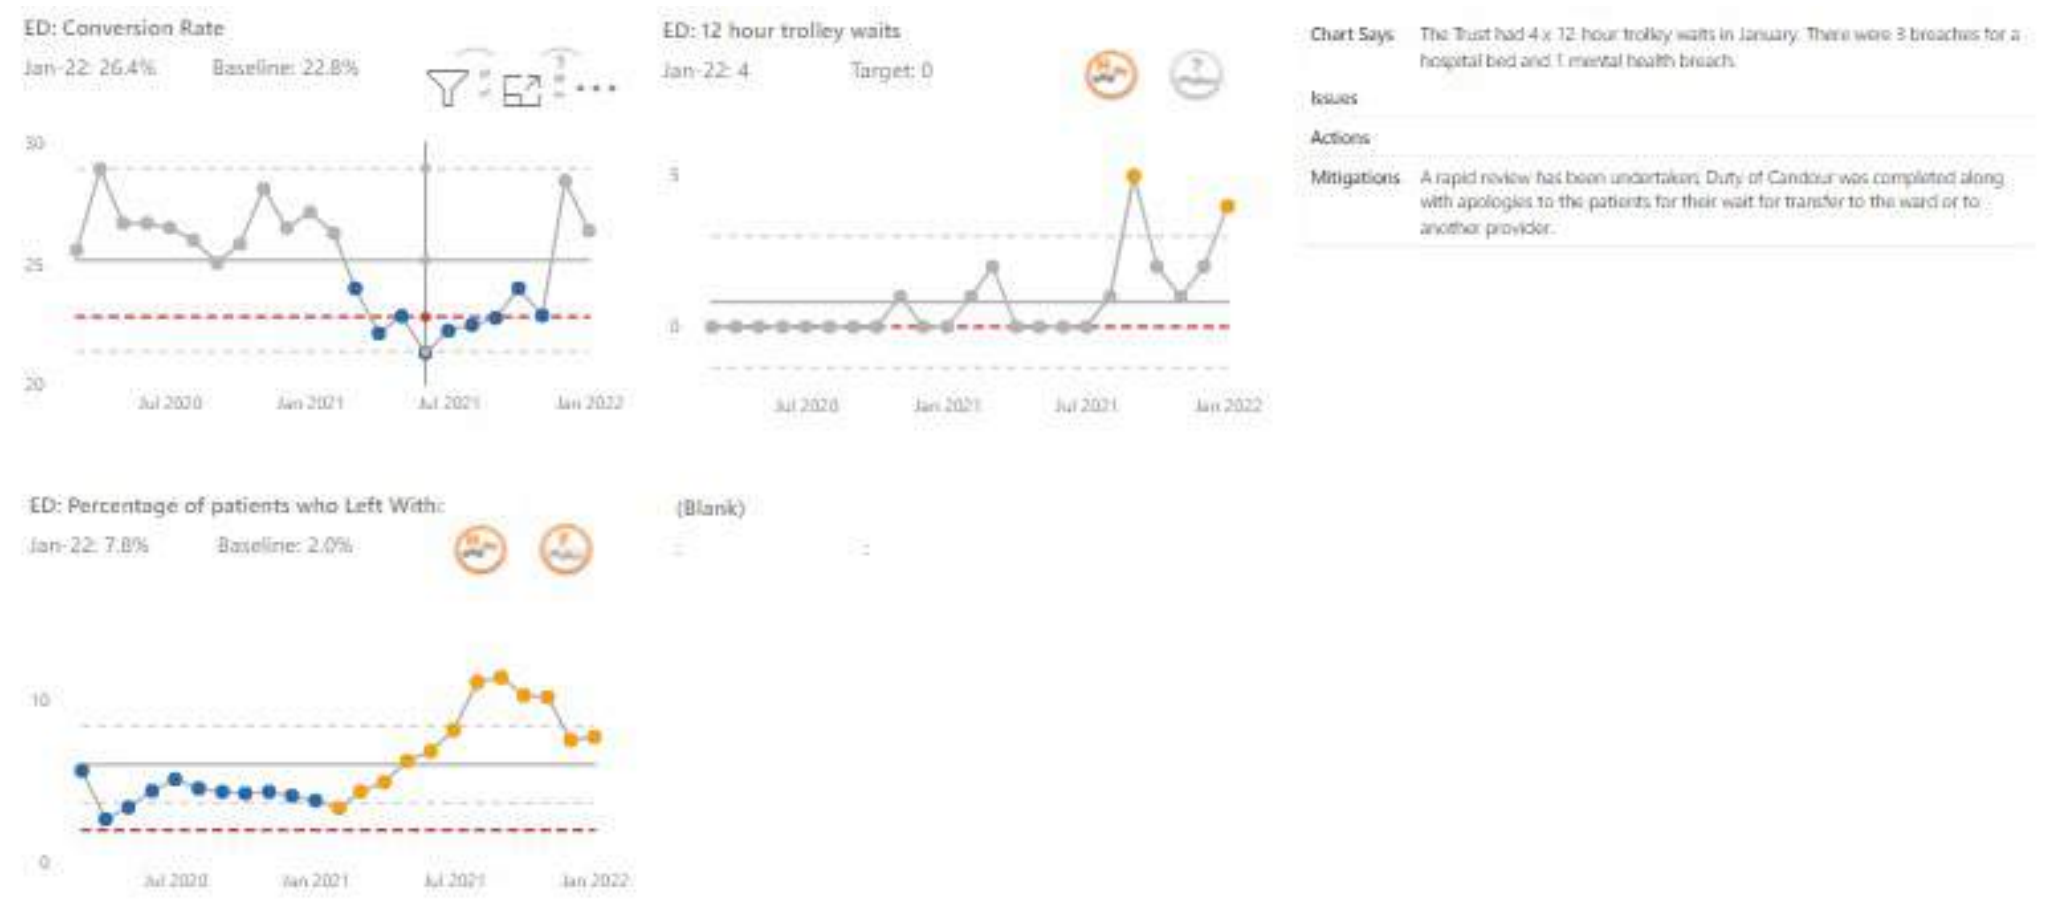 ED: Conversion Rate
Jan-22: 26.4% Baseline: 22.8%
30
25
20
Jul 2020 Jan 2021 Jul 2021 Jan 2022
ED: 12 hour trolley waits
Jan-22: 4 Target: 0
H
?
5
0
Jul 2020 Jan 2021 Jul 2021 Jan 2022
Chart Says The Trust had 4 x 12 hour trolley waits in January. There were 3 breaches for a
hospital bed and 1 mental health breach.
Issues
Actions
Mitigations A rapid review has been undertaken, Duty of Candour was completed along
with apologies to the patients for their wait for transfer to the ward or to
another provider.
ED: Percentage of patients who Left With
Jan-22: 7.8% Baseline: 2.0%
H
10
0
Jul 2020 Jan 2021 Jul 2021 Jan 2022
(Blank)
: :